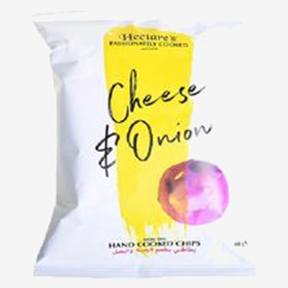 Hectare's
PASSIONATELY COOKED
Cheese
& Onion
HAND COOKED CHIPS